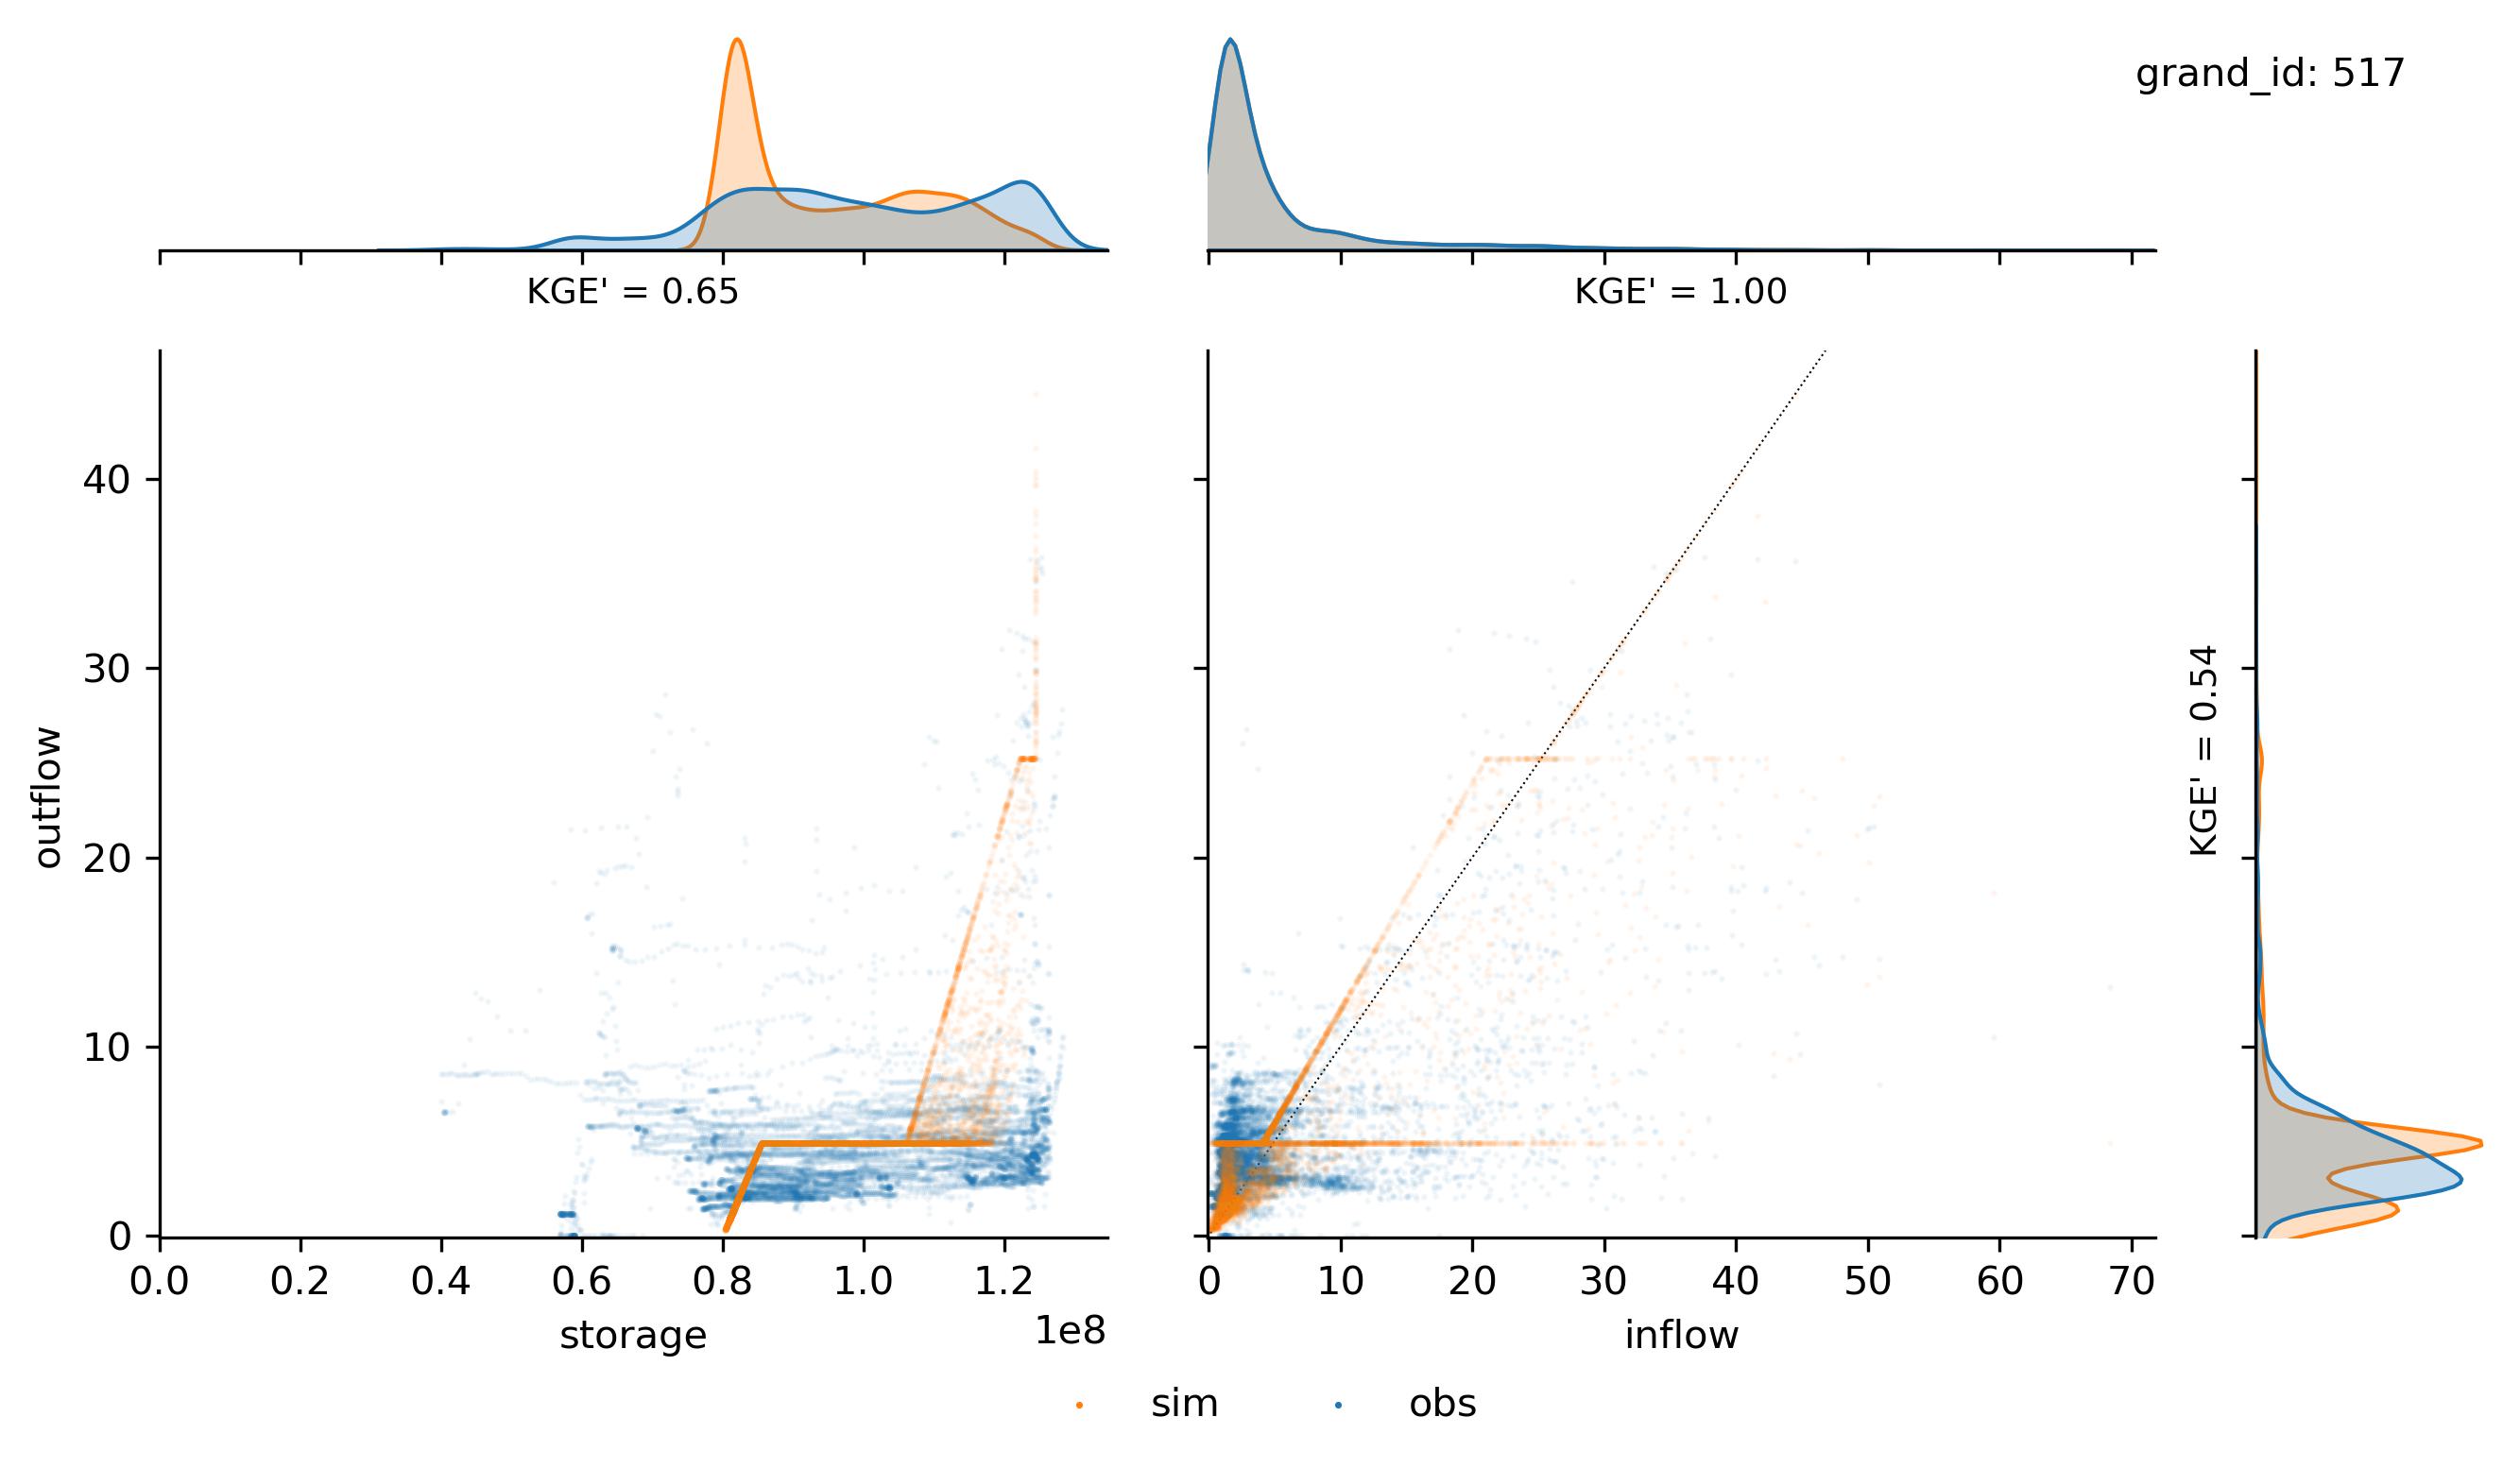 grand_id: 517
KGE' = 0.65
KGE' = 1.00
40
30
20
10
0
outflow
KGE' = 0.54
0.0 0.2 0.4 0.6 0.8 1.0 1.2
0 10 20 30 40 50 60 70
storage
1e8
inflow
sim obs